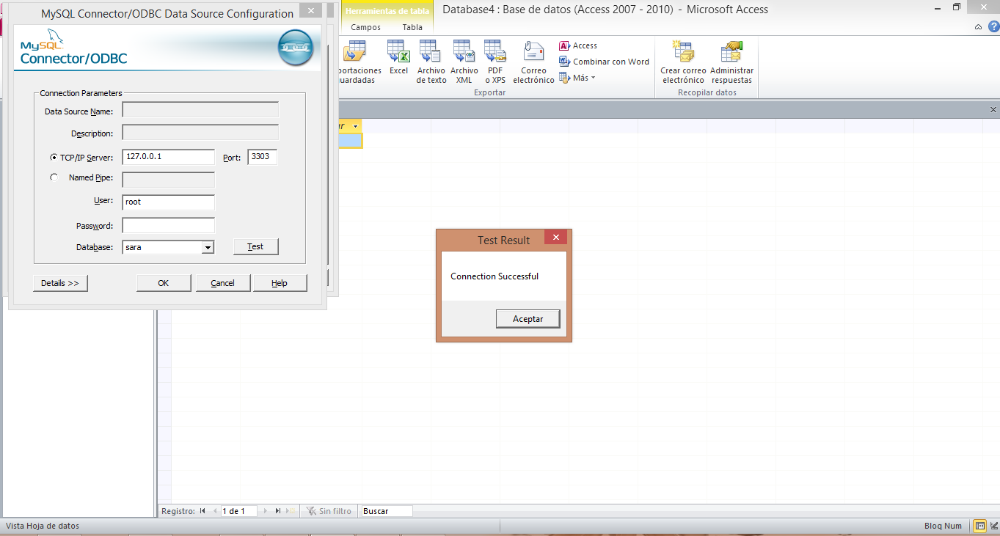 MySQL Connector/ODBC Data Source Configuration
MySQL
Connector/ODBC
Connection Parameters
Data Source Name:
Description:
TCP/IP Server: 127.0.0.1 Port: 3303
Named Pipe:
User: root
Password:
Database: sara Test
Details >> OK Cancel Help
Herramientas de tabla
Database4 : Base de datos (Access 2007 - 2010) - Microsoft Access
Campos Tabla
Excel
Archivo
de texto
Archivo
XML
PDF
o XPS
Correo
electrónico
Access
Combinar con Word
Más
Exportar
Crear correo
electrónico
Administrar
respuestas
Recopilar datos
Test Result
Connection Successful
Aceptar
Registro: 1 de 1 Sin filtro Buscar
Vista Hoja de datos
Bloq Num